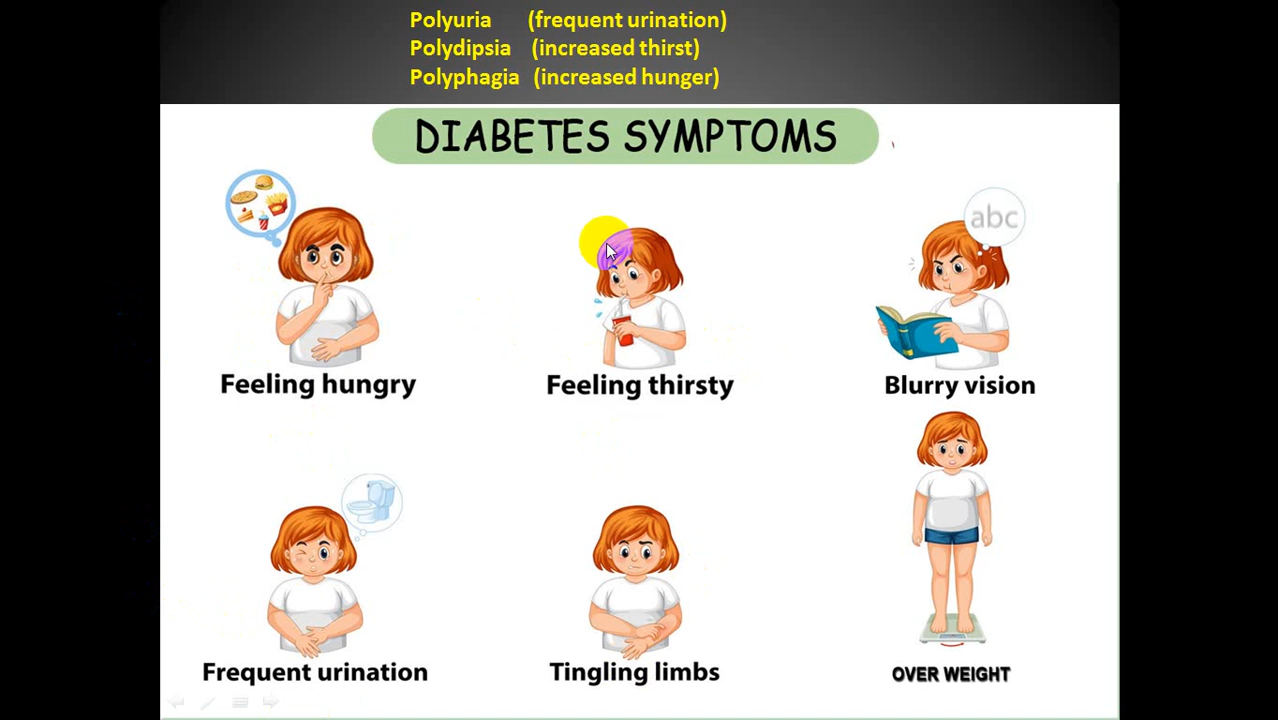 Polyuria (frequent urination)
Polydipsia (increased thirst)
Polyphagia (increased hunger)
DIABETES SYMPTOMS
abc
Feeling hungry
Feeling thirsty
Blurry vision
Frequent urination
Tingling limbs
OVER WEIGHT